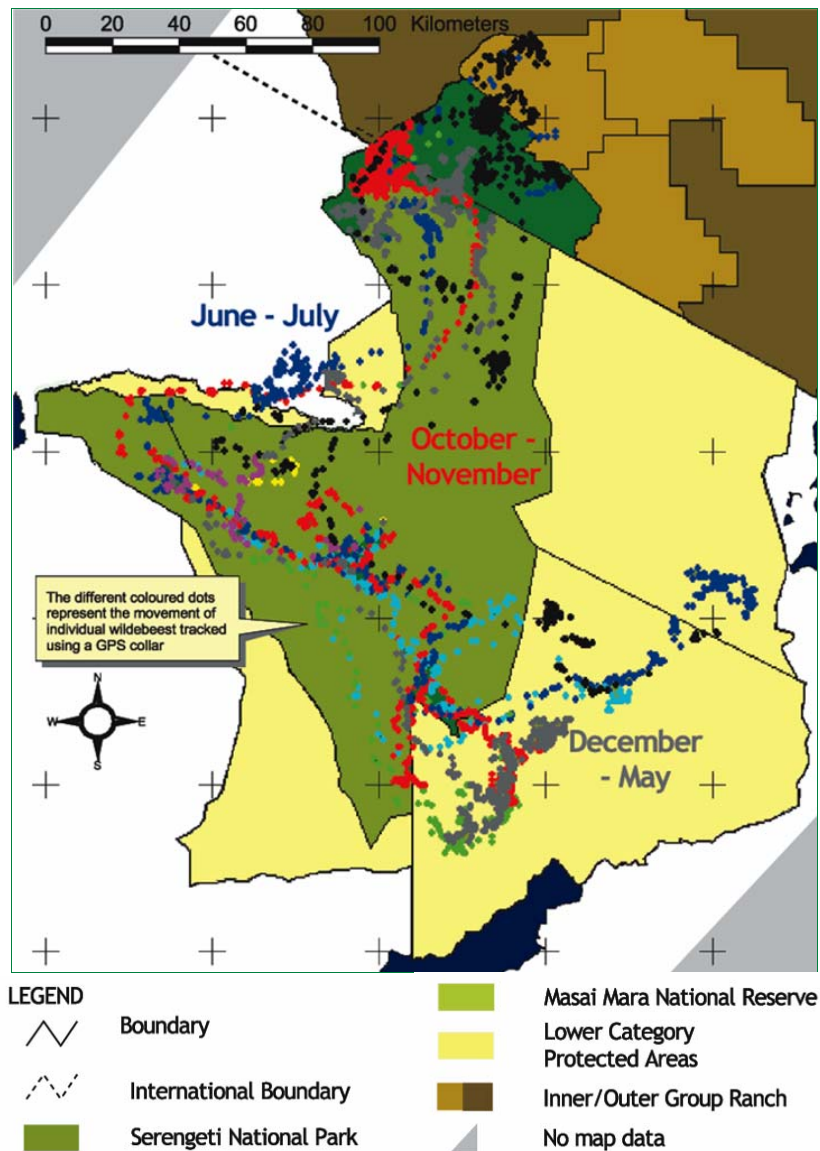 0 20 40 60 80 100 Kilometers
June - July
October -
November
The different coloured dots
represent the movement of
individual wildebeest tracked
using a GPS collar
N
W E
S
December
- May
LEGEND
Boundary
International Boundary
Serengeti National Park
Masai Mara National Reserve
Lower Category
Protected Areas
Inner/Outer Group Ranch
No map data